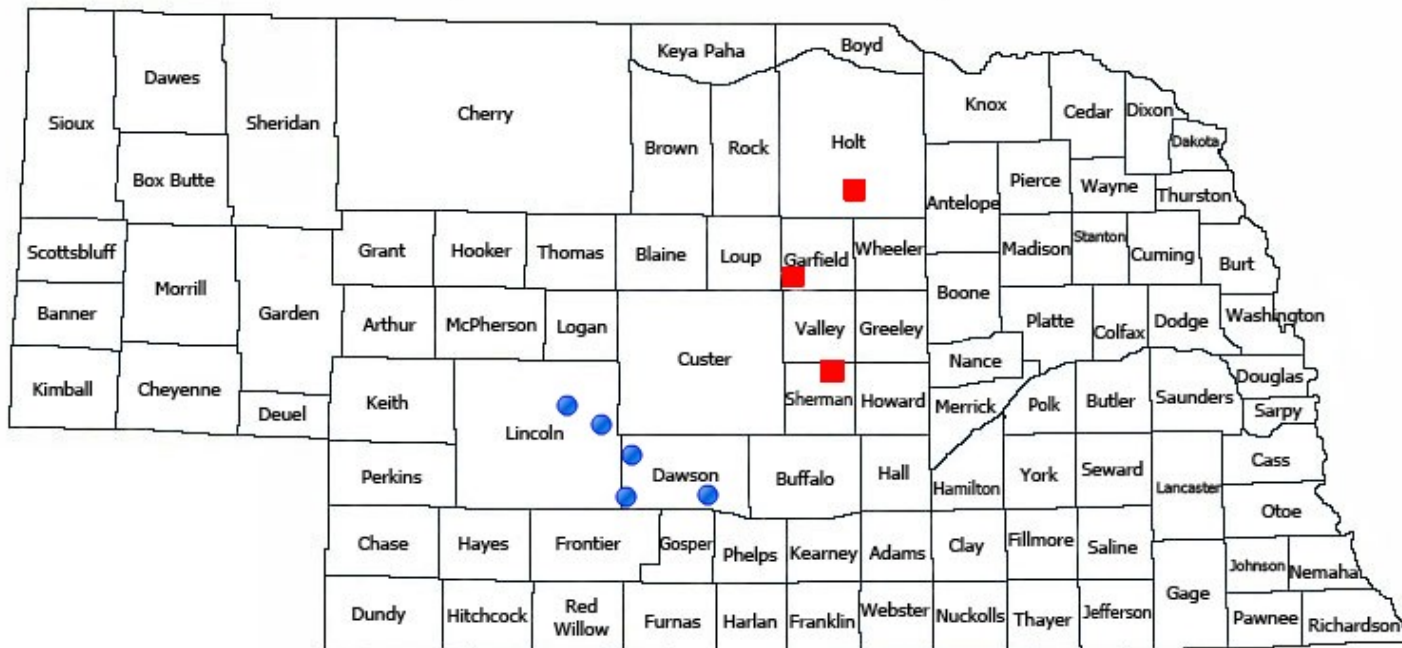 Keya Paha
Boyd
Dawes
Sioux
Sheridan
Cherry
Knox
Cedar
Dixon
Dakota
Brown
Rock
Holt
Box Butte
Pierce
Wayne
Thurston
Antelope
Scottsbluff
Grant
Hooker
Thomas
Blaine
Loup
Garfield
Wheeler
Madison
Stanton
Cuming
Burt
Morrill
Banner
Garden
Arthur
McPherson
Logan
Custer
Valley
Greeley
Boone
Platte
Colfax
Dodge
Washington
Kimball
Cheyenne
Deuel
Keith
Lincoln
Sherman
Howard
Nance
Merrick
Polk
Butler
Saunders
Douglas
Sarpy
Perkins
Dawson
Buffalo
Hall
Hamilton
York
Seward
Lancaster
Cass
Otoe
Chase
Hayes
Frontier
Gosper
Phelps
Kearney
Adams
Clay
Fillmore
Saline
Gage
Johnson
Nemaha
Dundy
Hitchcock
Red
Willow
Furnas
Harlan
Franklin
Webster
Nuckolls
Thayer
Jefferson
Pawnee
Richardson